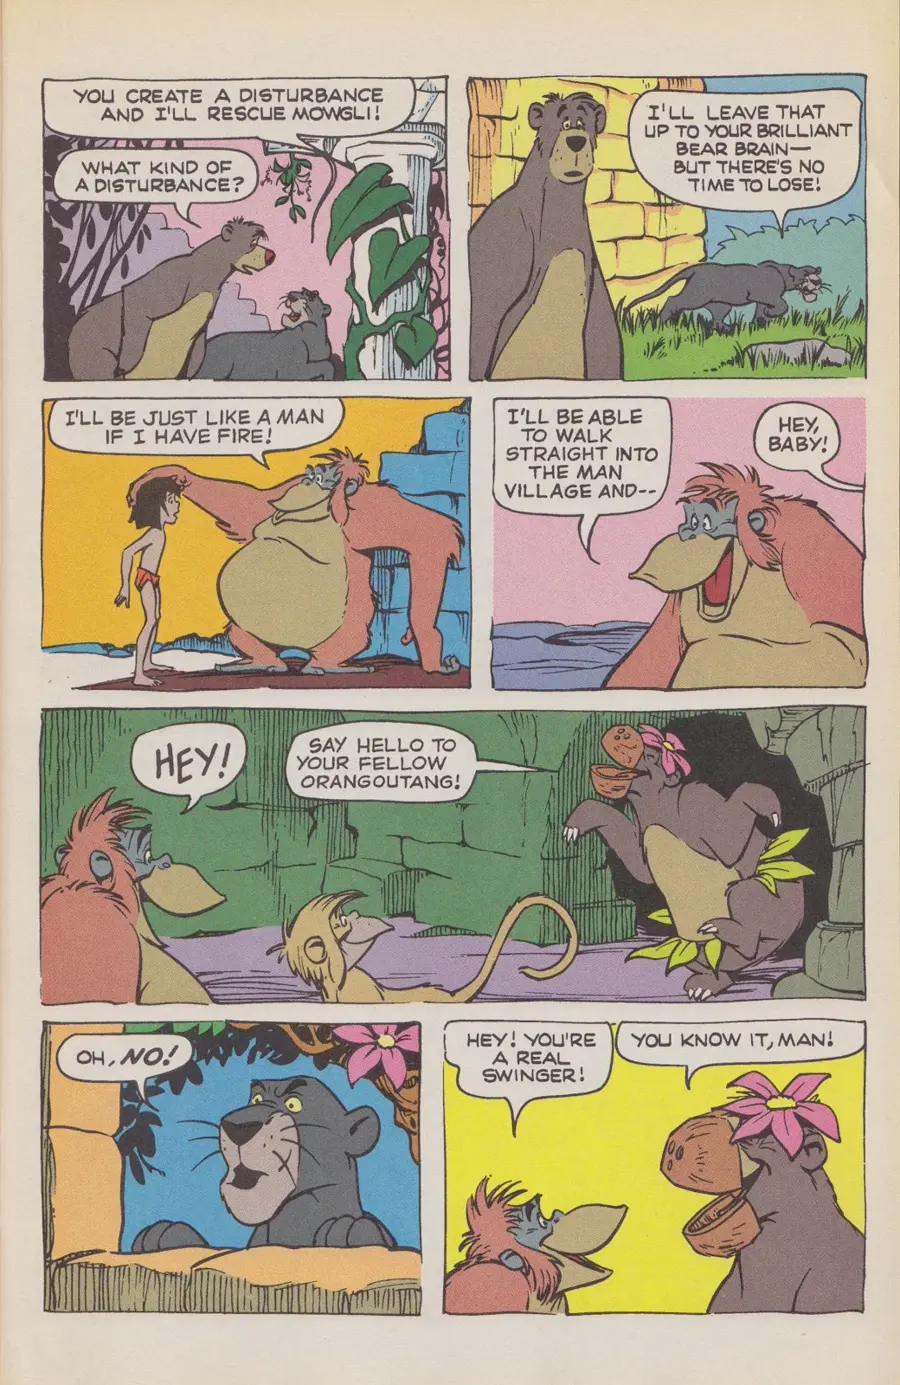 YOU CREATE A DISTURBANCE
AND I'LL RESCUE MOWGLI!
WHAT KIND OF
A DISTURBANCE?
I'LL LEAVE THAT
UP TO YOUR BRILLIANT
BEAR BRAIN—
BUT THERE'S NO
TIME TO LOSE!
I'LL BE JUST LIKE A MAN
IF I HAVE FIRE!
I'LL BE ABLE
TO WALK
STRAIGHT INTO
THE MAN
VILLAGE AND--
HEY,
BABY!
HEY!
SAY HELLO TO
YOUR FELLOW
ORANGOUTANG!
OH, NO!
HEY! YOU'RE
A REAL
SWINGER!
YOU KNOW IT, MAN!